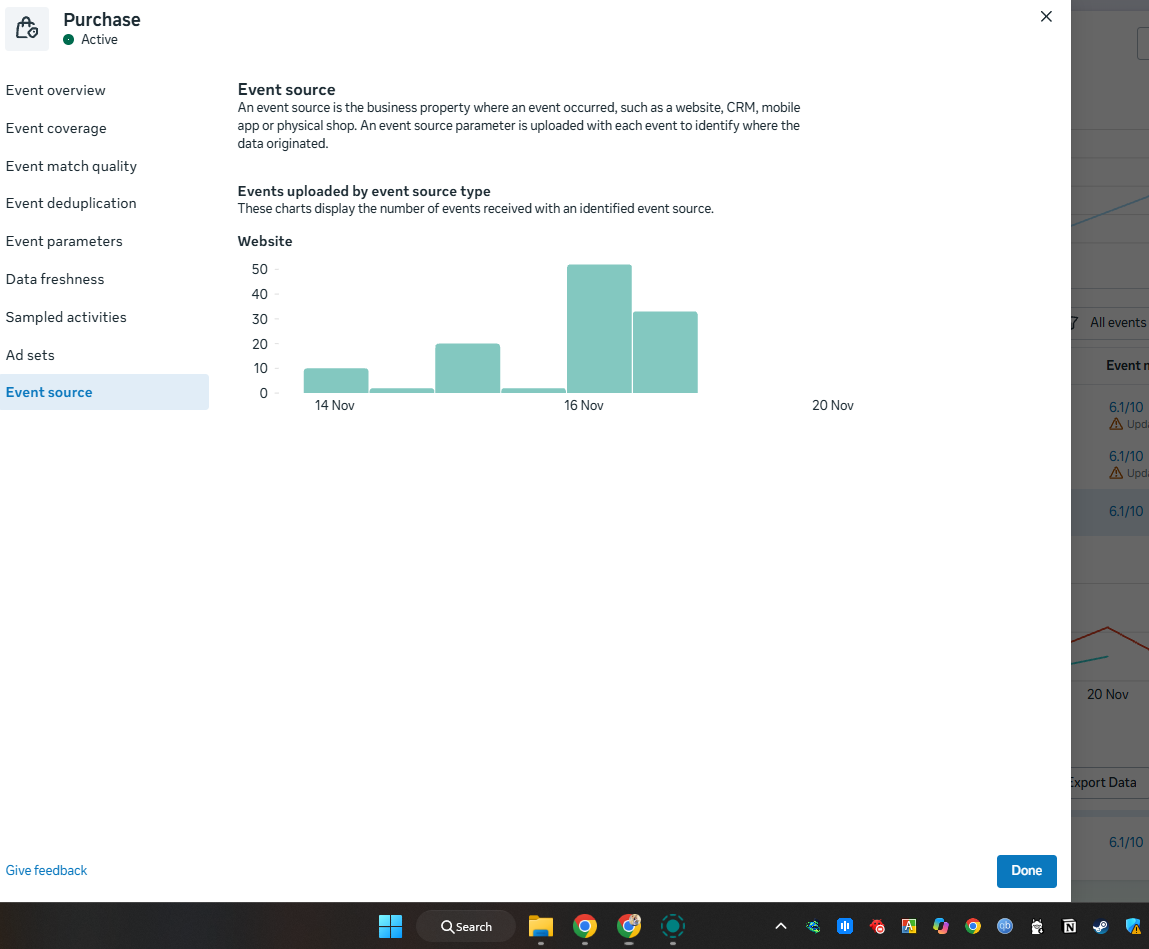 Purchase
Active
Event overview
Event coverage
Event match quality
Event deduplication
Event parameters
Data freshness
Sampled activities
Ad sets
Event source
Event source
An event source is the business property where an event occurred, such as a website, CRM, mobile
app or physical shop. An event source parameter is uploaded with each event to identify where the
data originated.
Events uploaded by event source type
These charts display the number of events received with an identified event source.
Website
50
40
30
20
10
0
14 Nov
16 Nov
20 Nov
All events
Event
6.1/10
Upda
6.1/10
Upda
6.1/10
20 Nov
Export Data
6.1/10
Give feedback
Done
Search